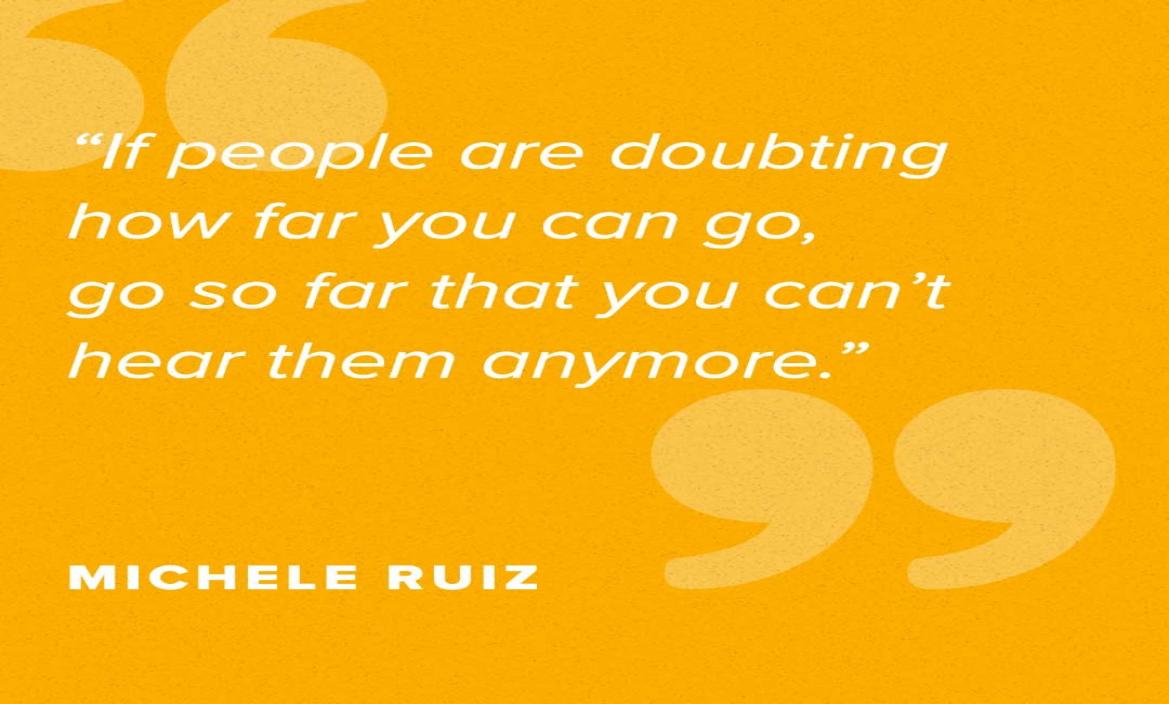 “If people are doubting
how far you can go,
go so far that you can’t
hear them anymore.”
MICHELE RUIZ